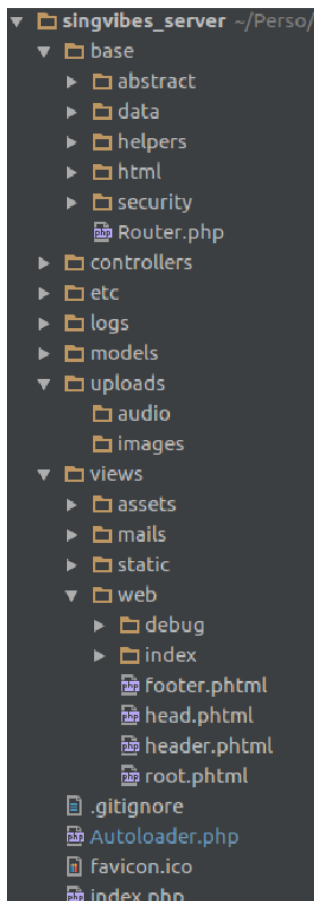 singvibes_server ~/Perso/
base
abstract
data
helpers
html
security
Router.php
controllers
etc
logs
models
uploads
audio
images
views
assets
mails
static
web
debug
index
footer.phtml
head.phtml
header.phtml
root.phtml
.gitignore
Autoloader.php
favicon.ico
index.php